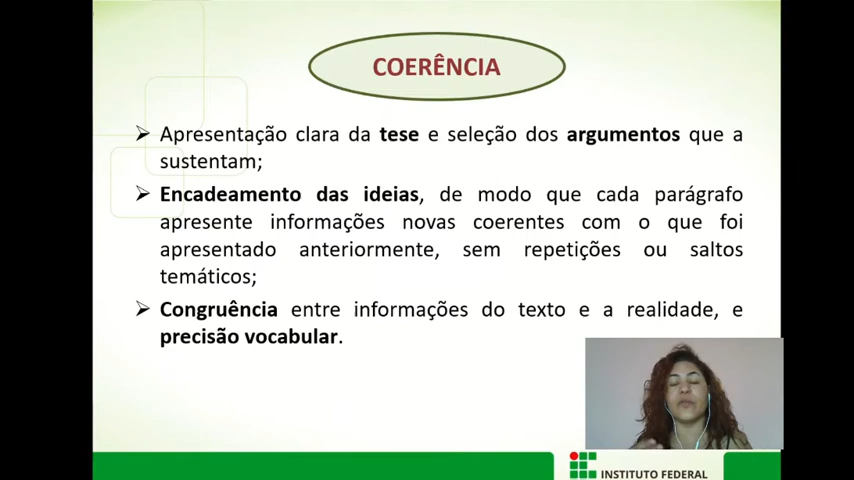 COERÊNCIA
Apresentação clara da tese e seleção dos argumentos que a
sustentam;
Encadeamento das ideias, de modo que cada parágrafo
apresente informações novas coerentes com o que foi
apresentado anteriormente, sem repetições ou saltos
temáticos;
Congruência entre informações do texto e a realidade, e
precisão vocabular.
INSTITUTO FEDERAL